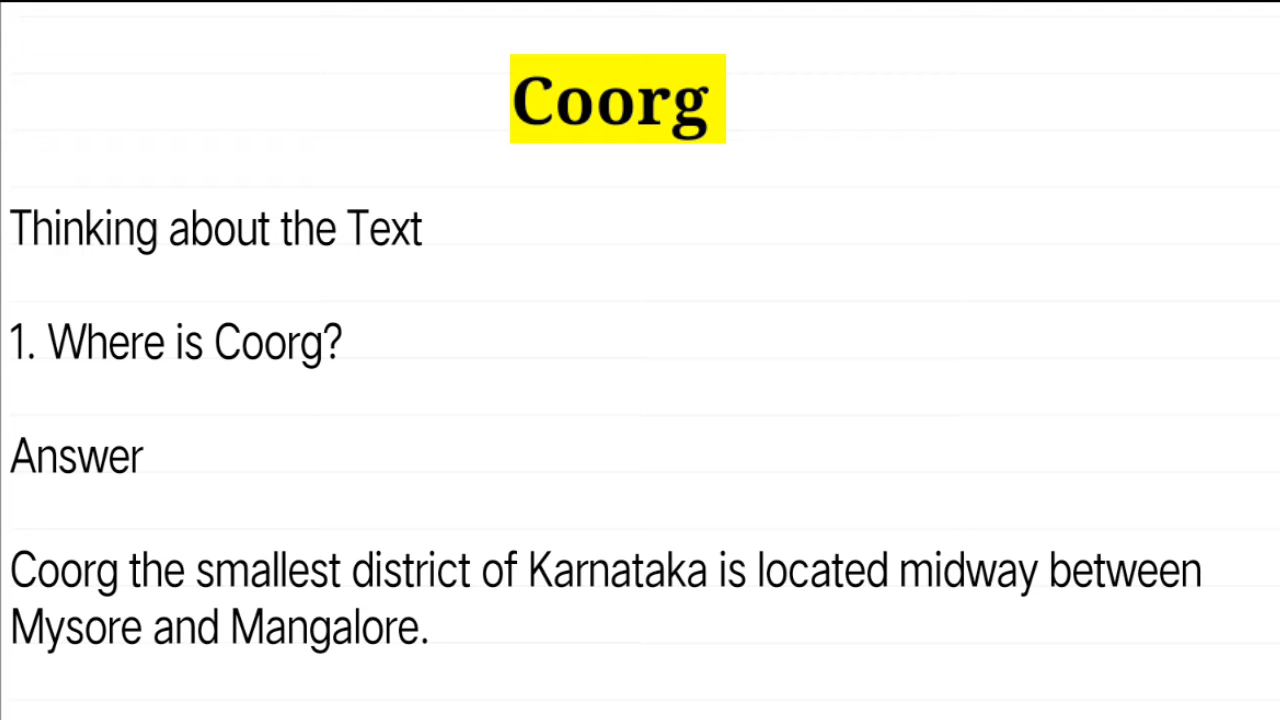 Coorg
Thinking about the Text
1. Where is Coorg?
Answer
Coorg the smallest district of Karnataka is located midway between
Mysore and Mangalore.